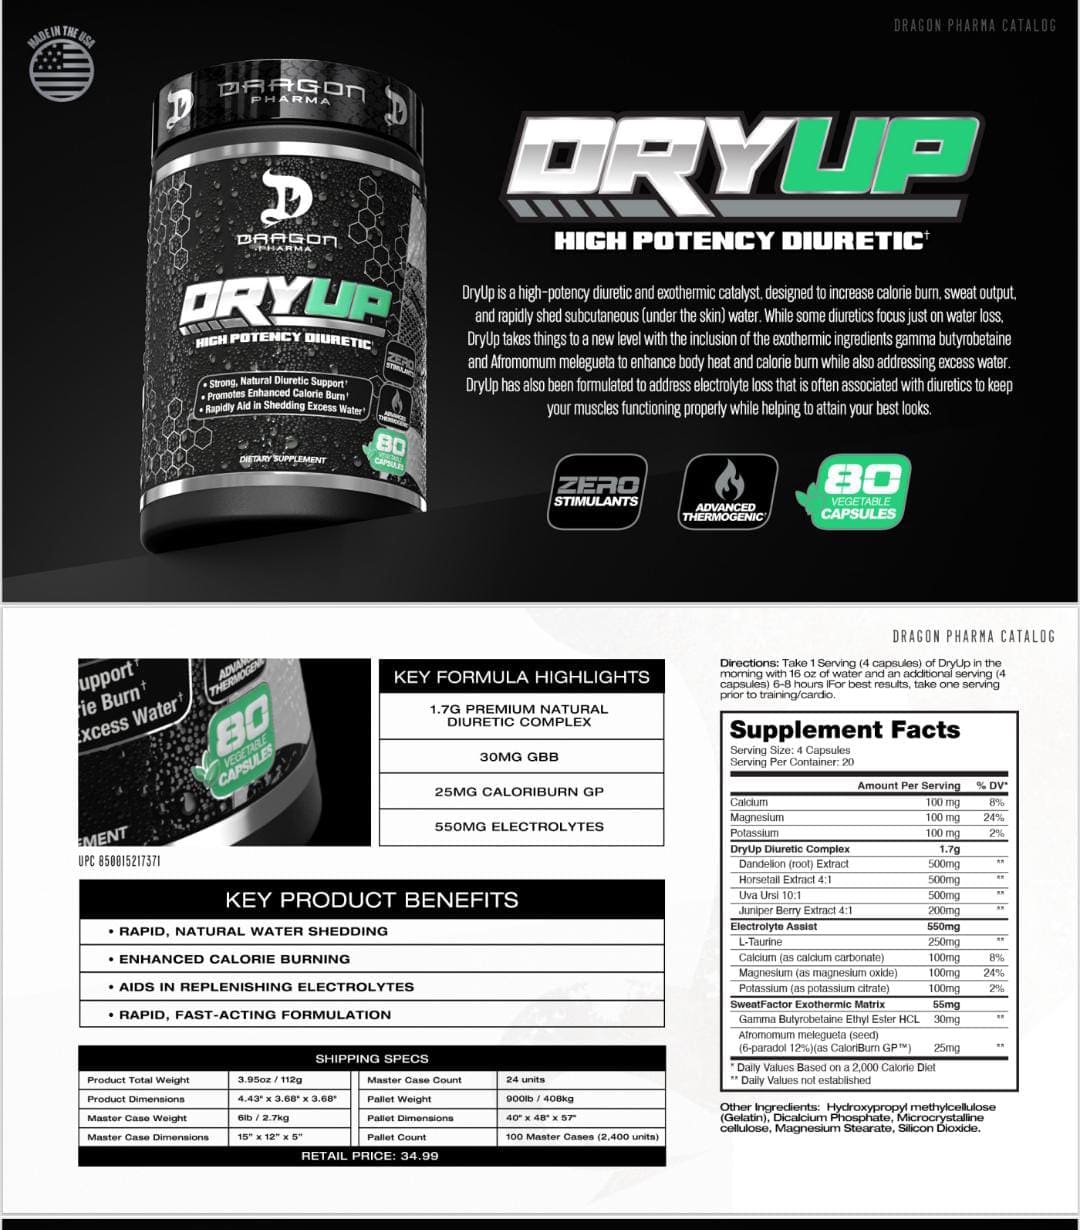 MADE IN THE USA
DRAGON PHARMA CATALOG
DRAGON
PHARMA
DRAGON
PHARMA
DRYUP
HIGH POTENCY DIURETIC†
• Strong, Natural Diuretic Support†
• Promotes Enhanced Calorie Burn†
• Rapidly Aid in Shedding Excess Water†
ZERO
STIMULANTS
ADVANCED
THERMOGENIC
80
VEGETABLE
CAPSULES
DIETARY SUPPLEMENT
DRYUP
HIGH POTENCY DIURETIC†
DryUp is a high-potency diuretic and exothermic catalyst, designed to increase calorie burn, sweat output,
and rapidly shed subcutaneous (under the skin) water. While some diuretics focus just on water loss,
DryUp takes things to a new level with the inclusion of the exothermic ingredients gamma butyrobetaine
and Afromomum melegueta to enhance body heat and calorie burn while also addressing excess water.
DryUp has also been formulated to address electrolyte loss that is often associated with diuretics to keep
your muscles functioning properly while helping to attain your best looks.
ZERO
STIMULANTS
ADVANCED
THERMOGENIC†
80
VEGETABLE
CAPSULES
DRAGON PHARMA CATALOG
upport†
rie Burn†
xcess Water†
ADVANC
THERMOGEN
80
VEGETABLE
CAPSULES
EMENT
UPC 850015217371
KEY FORMULA HIGHLIGHTS
1.7G PREMIUM NATURAL
DIURETIC COMPLEX
30MG GBB
25MG CALORIBURN GP
550MG ELECTROLYTES
KEY PRODUCT BENEFITS
• RAPID, NATURAL WATER SHEDDING
• ENHANCED CALORIE BURNING
• AIDS IN REPLENISHING ELECTROLYTES
• RAPID, FAST-ACTING FORMULATION
SHIPPING SPECS
Product Total Weight 3.95oz / 112g Master Case Count 24 units
Product Dimensions 4.43" x 3.68" x 3.68" Pallet Weight 900lb / 408kg
Master Case Weight 6lb / 2.7kg Pallet Dimensions 40" x 48" x 57"
Master Case Dimensions 15" x 12" x 5" Pallet Count 100 Master Cases (2,400 units)
RETAIL PRICE: 34.99
Directions: Take 1 Serving (4 capsules) of DryUp in the
morning with 16 oz of water and an additional serving (4
capsules) 6-8 hours lFor best results, take one serving
prior to training/cardio.
Supplement Facts
Serving Size: 4 Capsules
Serving Per Container: 20
Amount Per Serving % DV*
Calcium 100 mg 8%
Magnesium 100 mg 24%
Potassium 100 mg 2%
DryUp Diuretic Complex 1.7g
Dandelion (root) Extract 500mg **
Horsetail Extract 4:1 500mg **
Uva Ursi 10:1 500mg **
Juniper Berry Extract 4:1 200mg **
Electrolyte Assist 550mg
L-Taurine 250mg **
Calcium (as calcium carbonate) 100mg 8%
Magnesium (as magnesium oxide) 100mg 24%
Potassium (as potassium citrate) 100mg 2%
SweatFactor Exothermic Matrix 55mg
Gamma Butyrobetaine Ethyl Ester HCL 30mg **
Afromomum melegueta (seed)
(6-paradol 12%)(as CaloriBurn GP™) 25mg **
* Daily Values Based on a 2,000 Calorie Diet
** Daily Values not established
Other Ingredients: Hydroxypropyl methylcellulose
(Gelatin), Dicalcium Phosphate, Microcrystalline
cellulose, Magnesium Stearate, Silicon Dioxide.